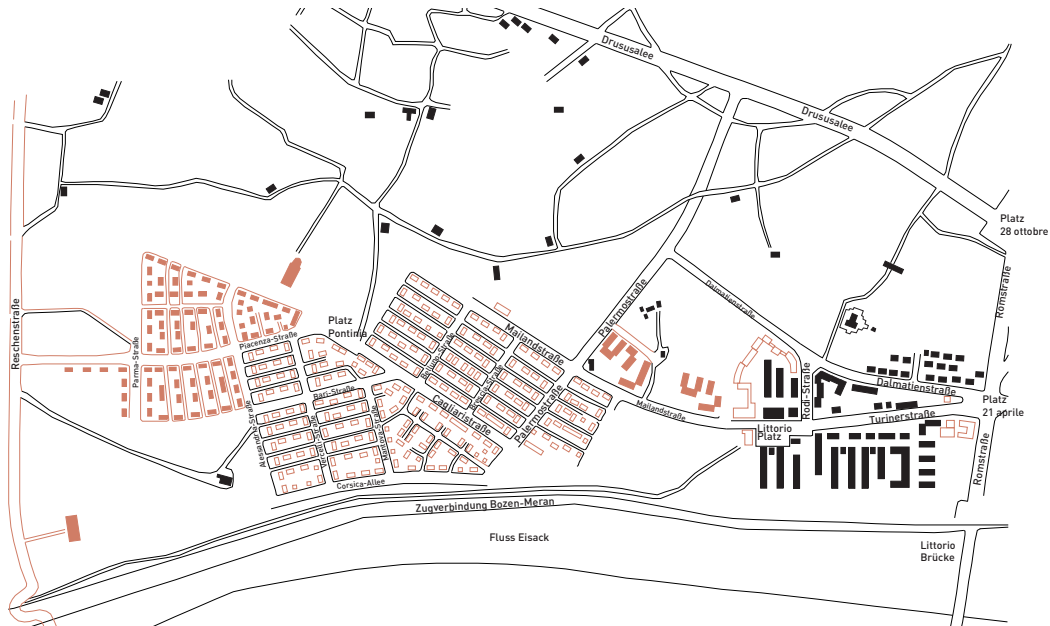 Drususalee
Drususalee
Platz
28 ottobre
Romstraße
Reschenstraße
Parma-Straße
Piacenza-Straße
Platz
Pontinia
Palermostraße
Dalmatienstraße
Mailandstraße
Bari-Straße
Cagliaristraße
Palermostraße
Mailandstraße
Rodi-Straße
Dalmatienstraße
Turinerstraße
Littorio
Platz
Platz
21 aprile
Romstraße
Alessandria-Straße
Corsica-Allee
Zugverbindung Bozen-Meran
Fluss Eisack
Littorio
Brücke